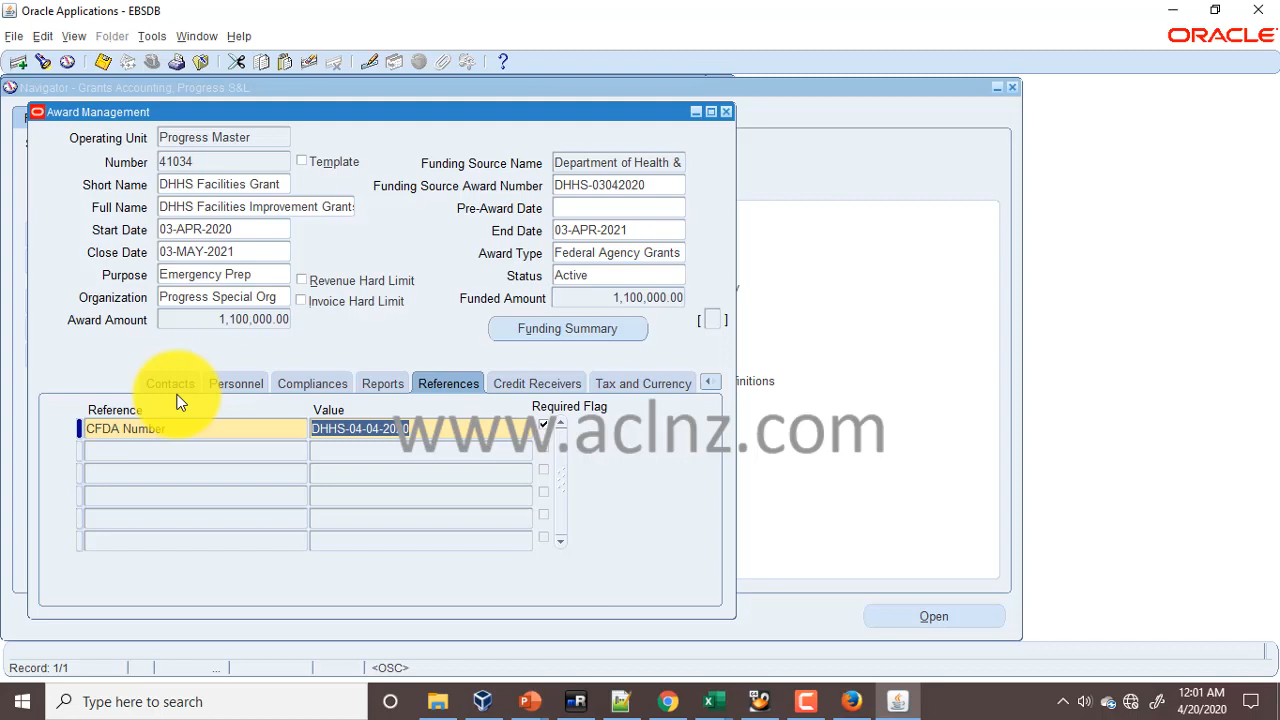 Oracle Applications - EBSDB
File Edit View Folder Tools Window Help
ORACLE
Navigator - Grants Accounting, Progress S&L
Award Management
Operating Unit Progress Master
Number 41034 Template Funding Source Name Department of Health &
Short Name DHHS Facilities Grant Funding Source Award Number DHHS-03042020
Full Name DHHS Facilities Improvement Grants Pre-Award Date
Start Date 03-APR-2020 End Date 03-APR-2021
Close Date 03-MAY-2021 Award Type Federal Agency Grants
Purpose Emergency Prep Revenue Hard Limit Status Active
Organization Progress Special Org Invoice Hard Limit Funded Amount 1,100,000.00
Award Amount 1,100,000.00 Funding Summary [ ]
Contacts Personnel Compliances Reports References Credit Receivers Tax and Currency
Reference Value Required Flag
CFDA Number DHHS-04-04-2020
www.aclnz.com
Open
Record: 1/1 ... <OSC>
Type here to search
12:01 AM
4/20/2020